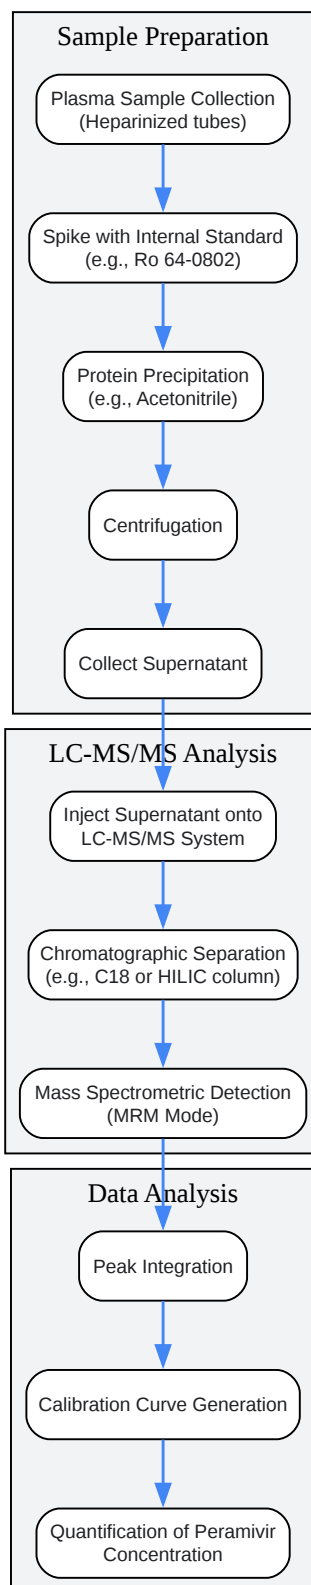 Sample Preparation
Plasma Sample Collection
(Heparinized tubes)
Spike with Internal Standard
(e.g., Ro 64-0802)
Protein Precipitation
(e.g., Acetonitrile)
Centrifugation
Collect Supernatant
LC-MS/MS Analysis
Inject Supernatant onto
LC-MS/MS System
Chromatographic Separation
(e.g., C18 or HILIC column)
Mass Spectrometric Detection
(MRM Mode)
Data Analysis
Peak Integration
Calibration Curve Generation
Quantification of Peramivir
Concentration